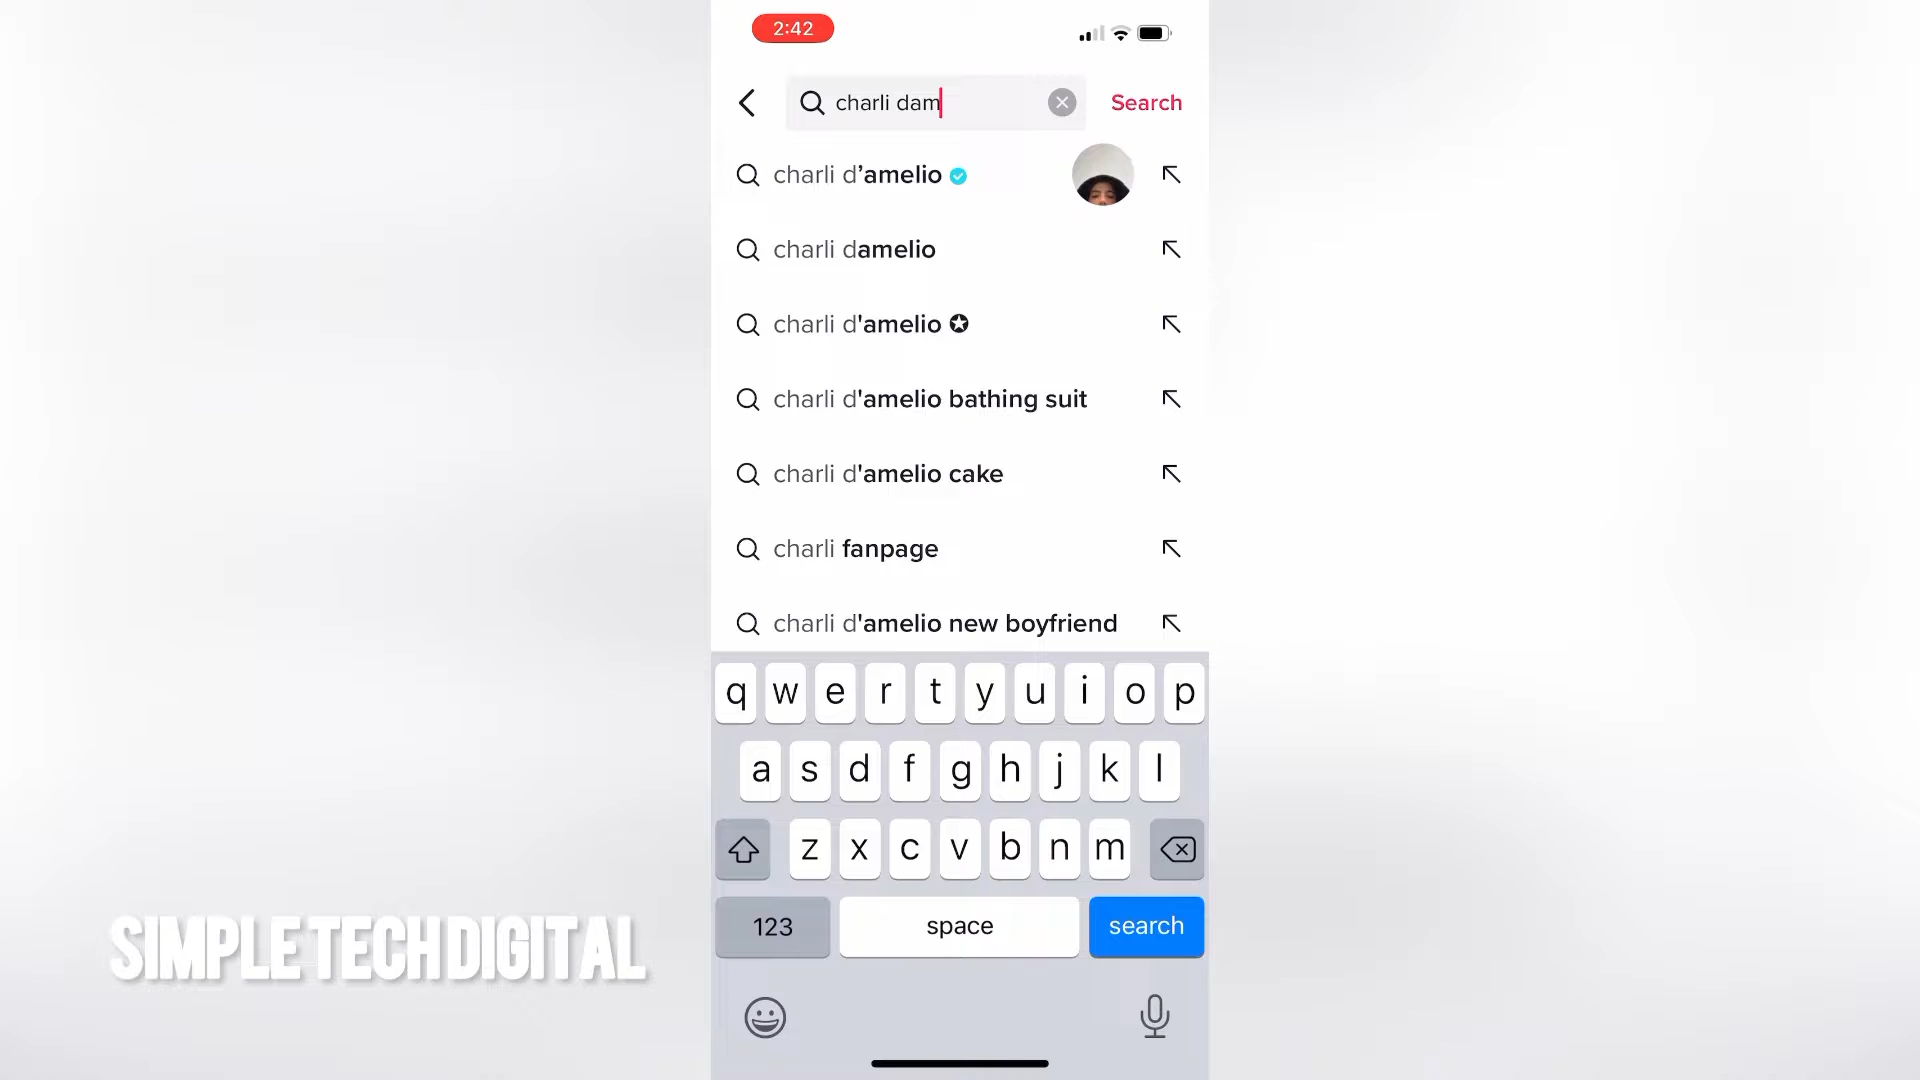 2:42
charli dam
Search
charli d’amelio
charli damelio
charli d'amelio ✪
charli d'amelio bathing suit
charli d'amelio cake
charli fanpage
charli d'amelio new boyfriend
q w e r t y u i o p
a s d f g h j k l
z x c v b n m
123 space search
SIMPLE TECH DIGITAL